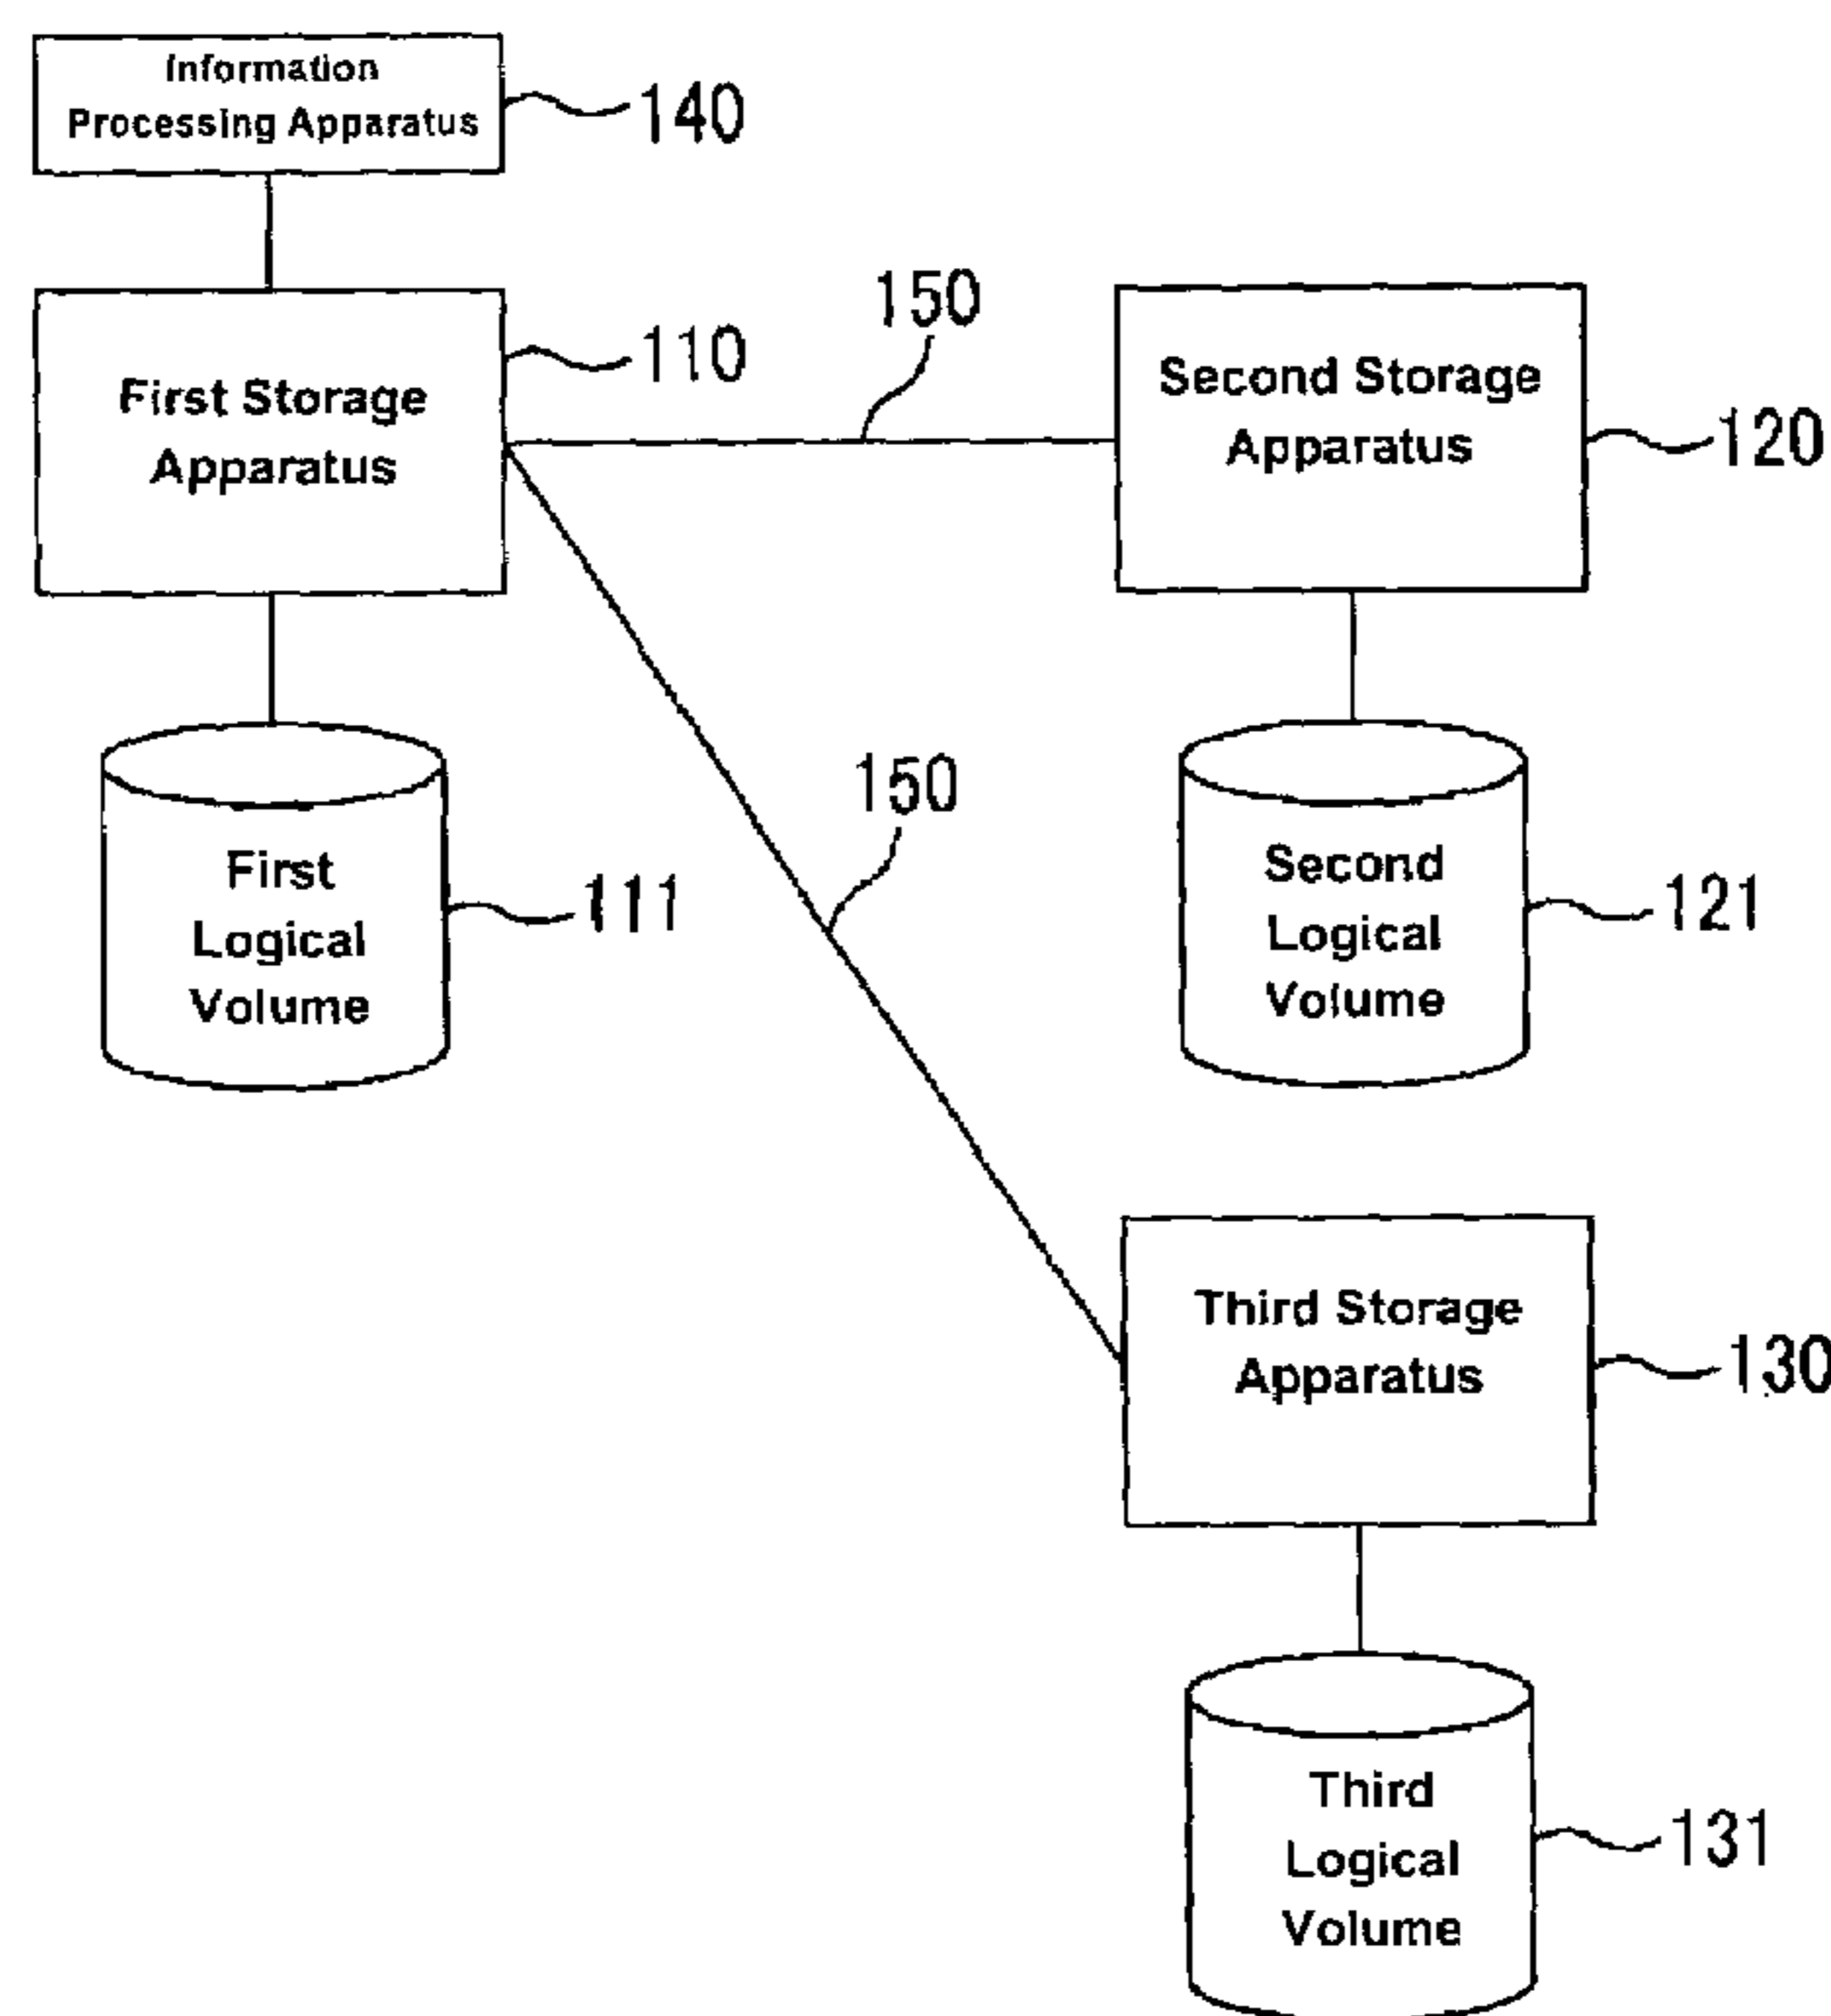 Information
Processing Apparatus
140
First Storage
Apparatus
110
150
Second Storage
Apparatus
120
First
Logical
Volume
111
150
Second
Logical
Volume
121
Third Storage
Apparatus
130
Third
Logical
Volume
131